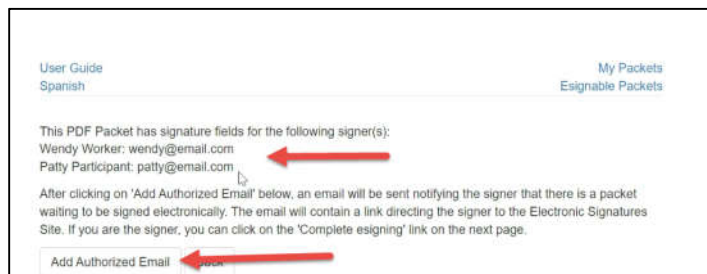 User Guide
My Packets
Spanish
Esignable Packets
This PDF Packet has signature fields for the following signer(s):
Wendy Worker: wendy@email.com
Patty Participant: patty@email.com
After clicking on 'Add Authorized Email' below, an email will be sent notifying the signer that there is a packet
waiting to be signed electronically. The email will contain a link directing the signer to the Electronic Signatures
Site. If you are the signer, you can click on the 'Complete esigning' link on the next page.
Add Authorized Email